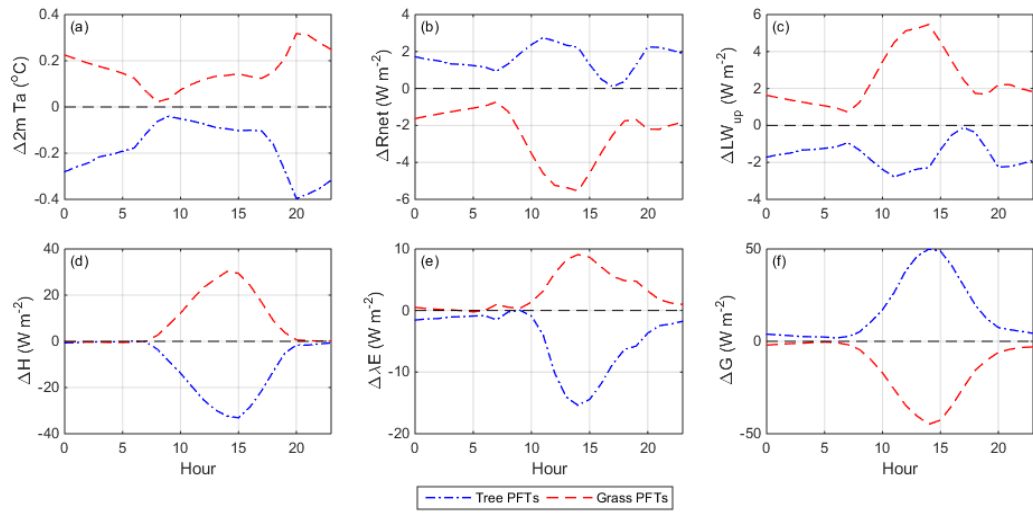 (a)
Δ2m Ta (°C)
0.4
0.2
0
-0.2
-0.4
0 5 10 15 20
(b)
ΔRnet (W m-2)
4
2
0
-2
-4
-6
0 5 10 15 20
(c)
ΔLWup (W m-2)
6
4
2
0
-2
-4
0 5 10 15 20
(d)
ΔH (W m-2)
40
20
0
-20
-40
0 5 10 15 20
Hour
(e)
ΔλE (W m-2)
10
0
-10
-20
0 5 10 15 20
Hour
(f)
ΔG (W m-2)
50
0
-50
0 5 10 15 20
Hour
Tree PFTs Grass PFTs